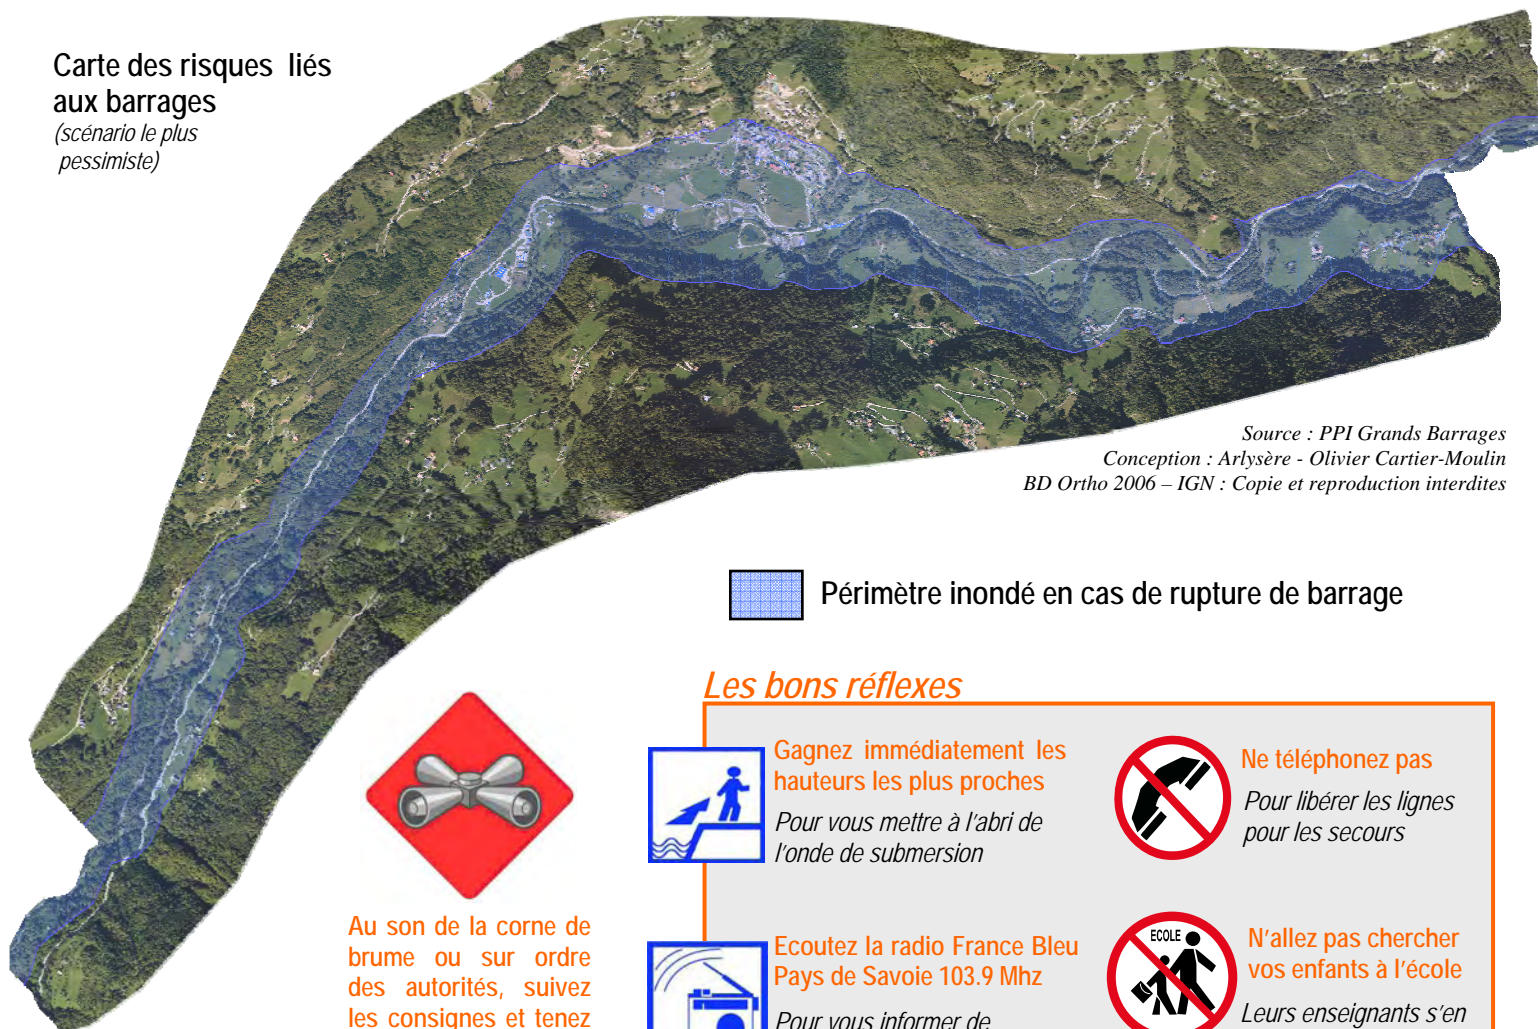 Carte des risques liés
aux barrages
(scénario le plus
pessimiste)
Source : PPI Grands Barrages
Conception : Arlysère - Olivier Cartier-Moulin
BD Ortho 2006 – IGN : Copie et reproduction interdites
Périmètre inondé en cas de rupture de barrage
Les bons réflexes
Gagnez immédiatement les
hauteurs les plus proches
Pour vous mettre à l'abri de
l'onde de submersion
Ne téléphonez pas
Pour libérer les lignes
pour les secours
Au son de la corne de
brume ou sur ordre
des autorités, suivez
les consignes et tenez
Ecoutez la radio France Bleu
Pays de Savoie 103.9 Mhz
Pour vous informer de
ECOLE
N'allez pas chercher
vos enfants à l'école
Leurs enseignants s'en